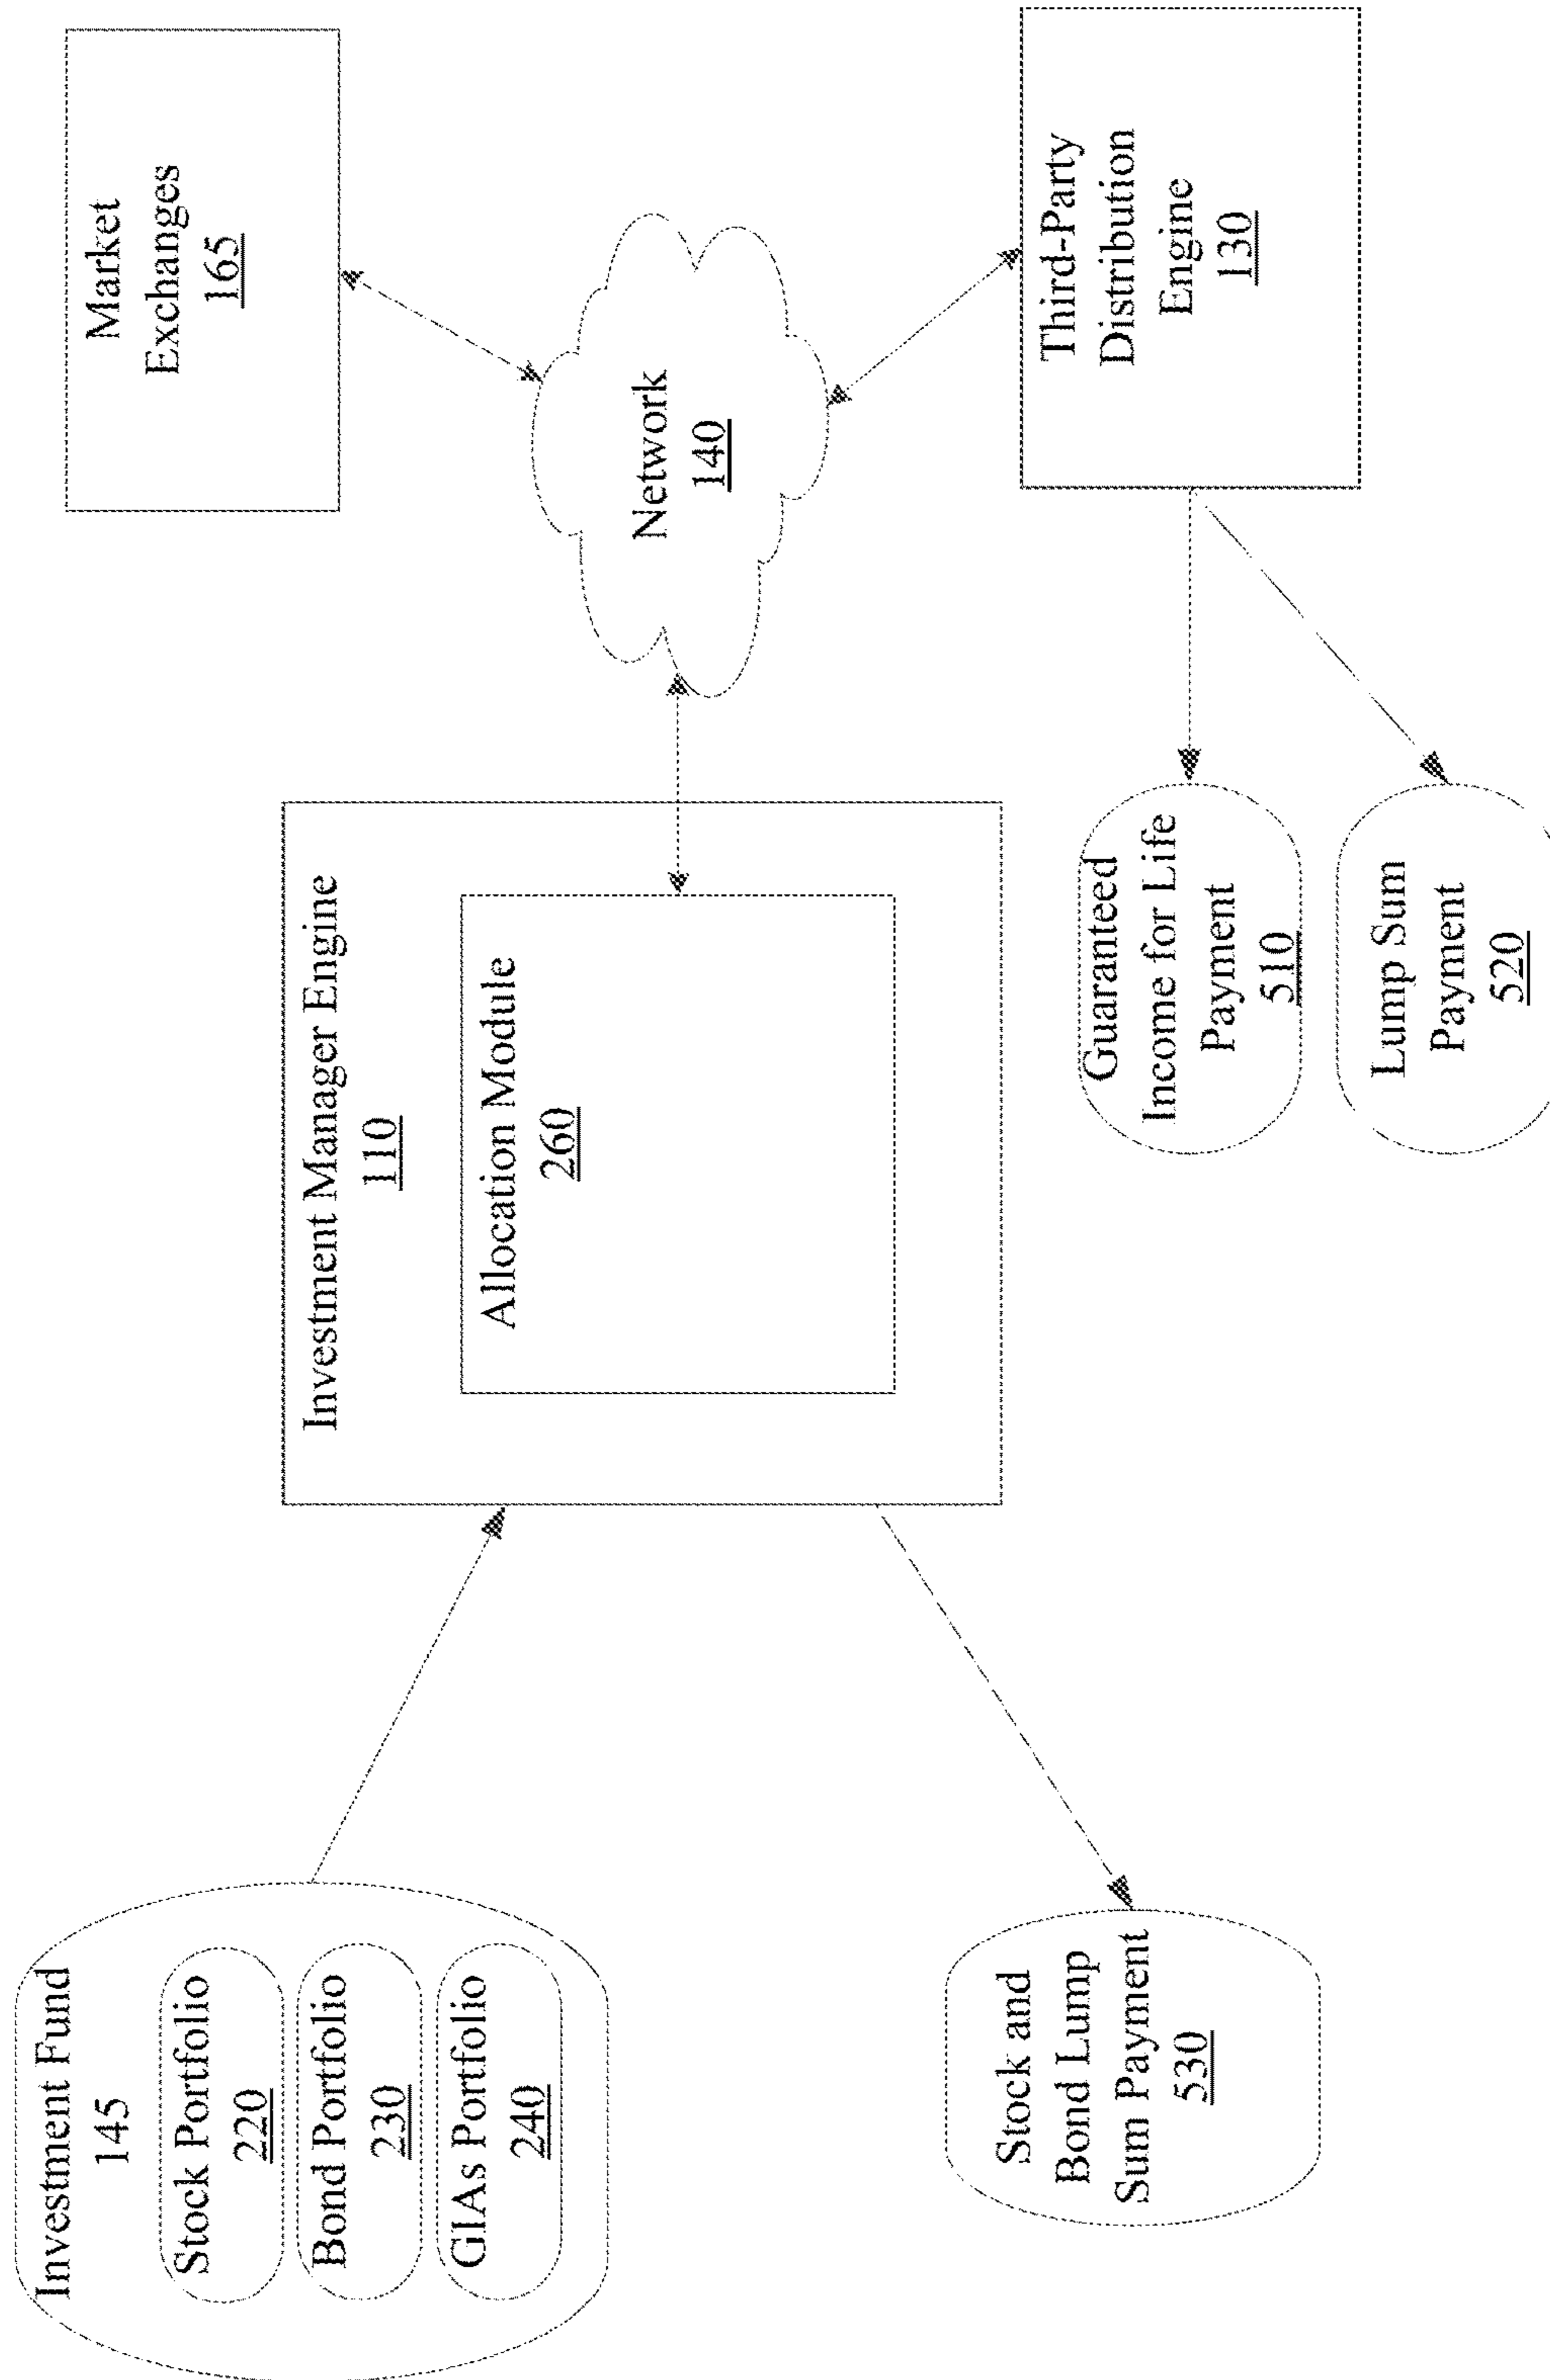 Investment Fund
145
Stock Portfolio
220
Bond Portfolio
230
GIAs Portfolio
240
Investment Manager Engine
110
Allocation Module
260
Market
Exchanges
165
Network
140
Third-Party
Distribution
Engine
130
Stock and
Bond Lump
Sum Payment
530
Guaranteed
Income for Life
Payment
510
Lump Sum
Payment
520